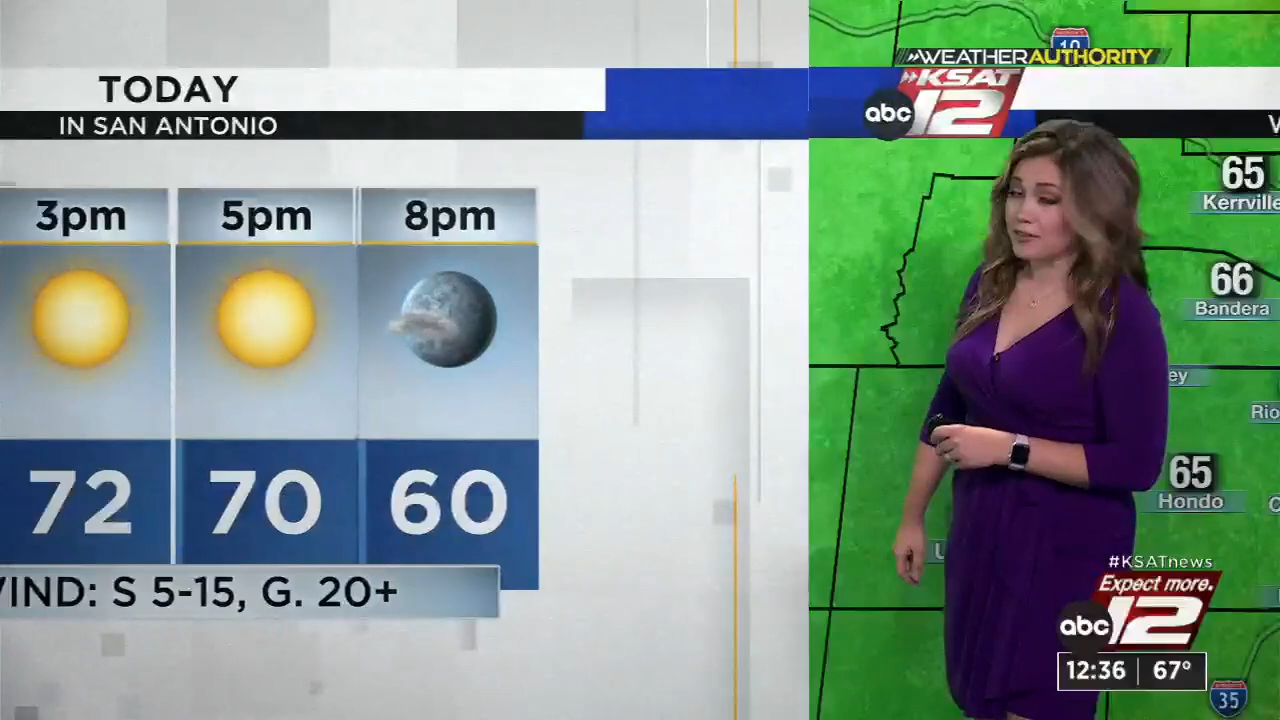 TODAY
IN SAN ANTONIO
3pm
5pm
8pm
72
70
60
WIND: S 5-15, G. 20+
10
WEATHERAUTHORITY
KSAT
abc 12
65
Kerrville
66
Bandera
65
Hondo
#KSATnews
Expect more.
abc 12
12:36 67°
35